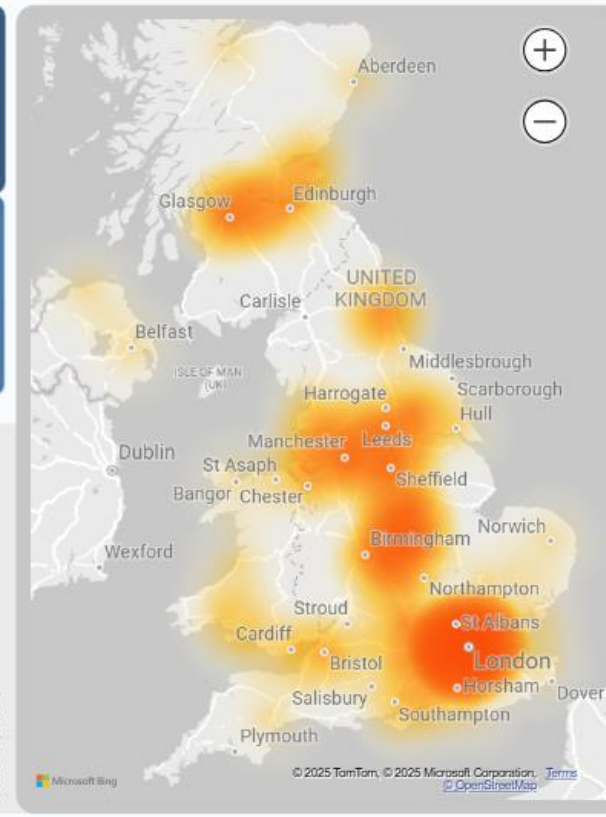 Aberdeen
Glasgow
Edinburgh
UNITED
KINGDOM
Carlisle
Belfast
ISLE OF MAN
(UK)
Middlesbrough
Harrogate
Scarborough
Hull
Manchester
Leeds
Dublin
St Asaph
Sheffield
Bangor
Chester
Norwich
Birmingham
Wexford
Northampton
Stroud
St Albans
Cardiff
Bristol
London
Salisbury
Horsham
Dover
Southampton
Plymouth
Microsoft Bing
© 2025 TomTom, © 2025 Microsoft Corporation, Terms
© OpenStreetMap